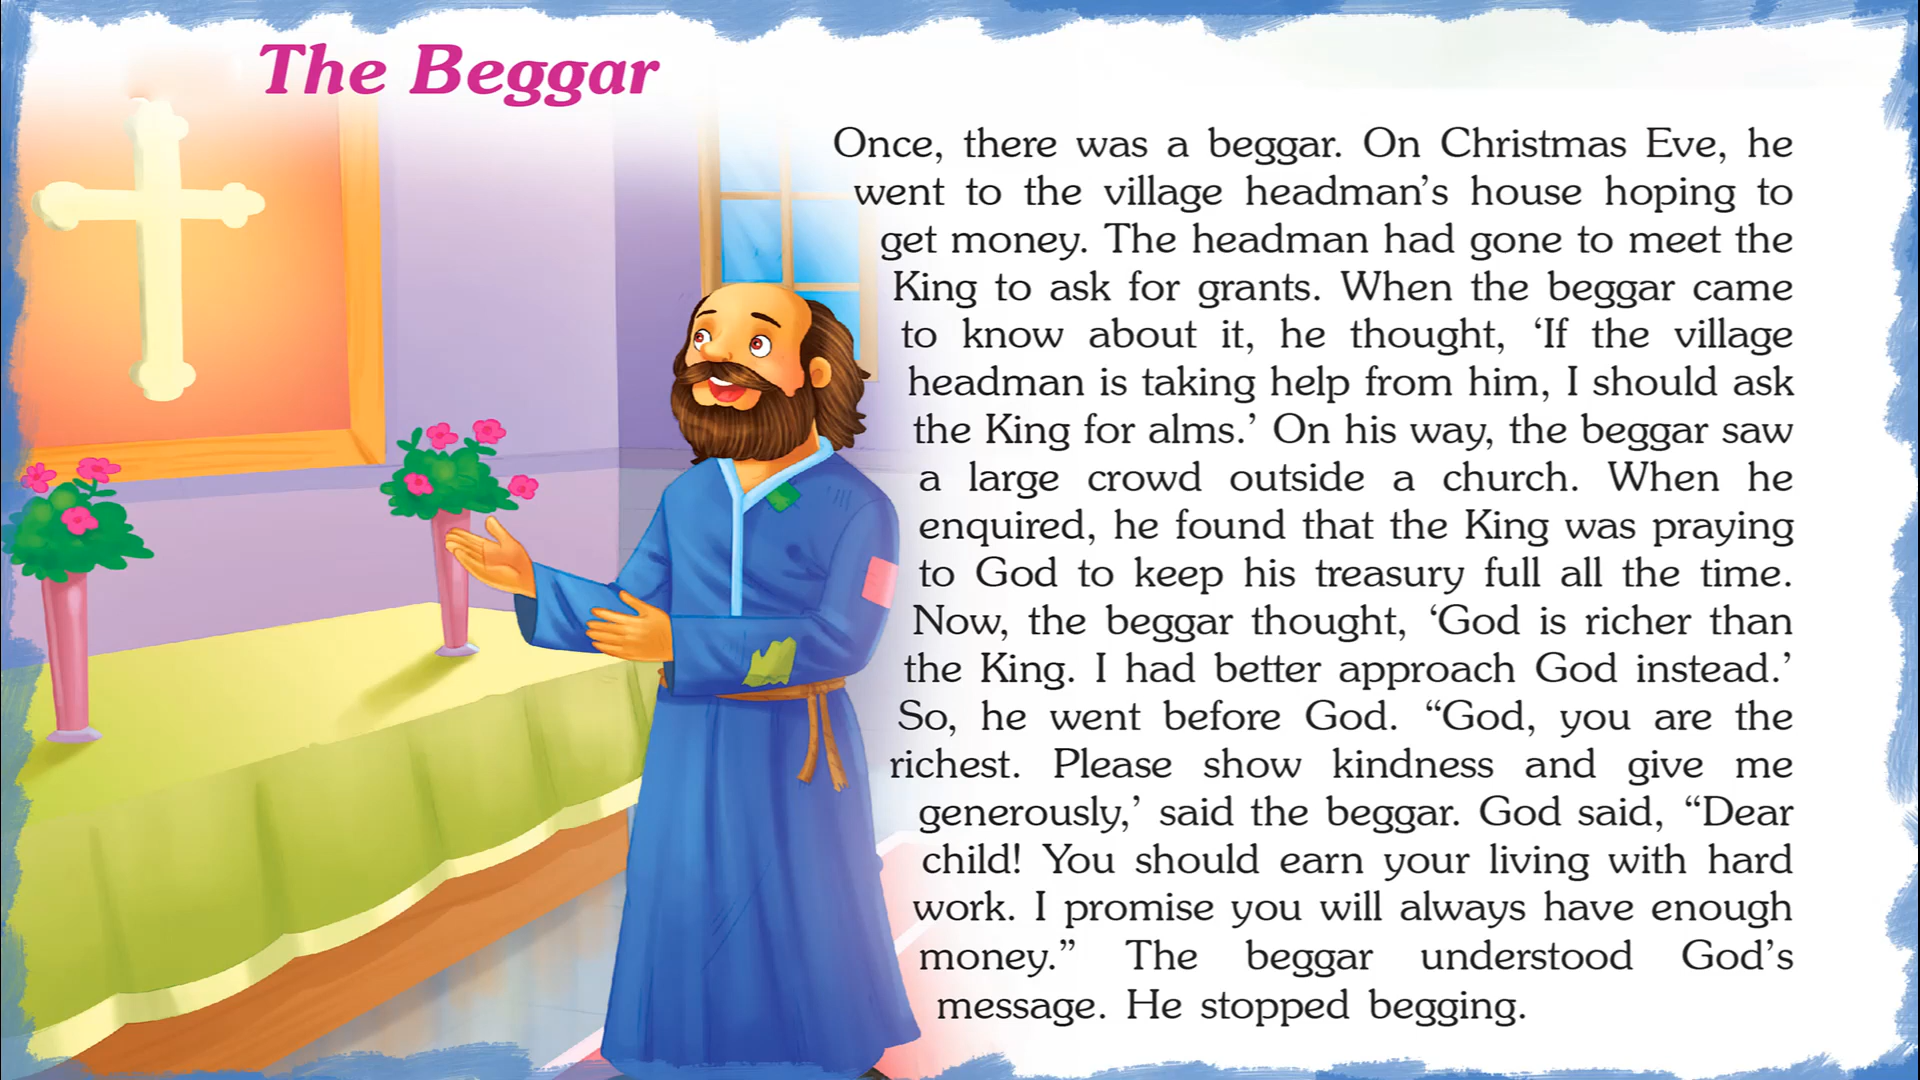 The Beggar
Once, there was a beggar. On Christmas Eve, he
went to the village headman’s house hoping to
get money. The headman had gone to meet the
King to ask for grants. When the beggar came
to know about it, he thought, ‘If the village
headman is taking help from him, I should ask
the King for alms.’ On his way, the beggar saw
a large crowd outside a church. When he
enquired, he found that the King was praying
to God to keep his treasury full all the time.
Now, the beggar thought, ‘God is richer than
the King. I had better approach God instead.’
So, he went before God. “God, you are the
richest. Please show kindness and give me
generously,’ said the beggar. God said, “Dear
child! You should earn your living with hard
work. I promise you will always have enough
money.” The beggar understood God’s
message. He stopped begging.